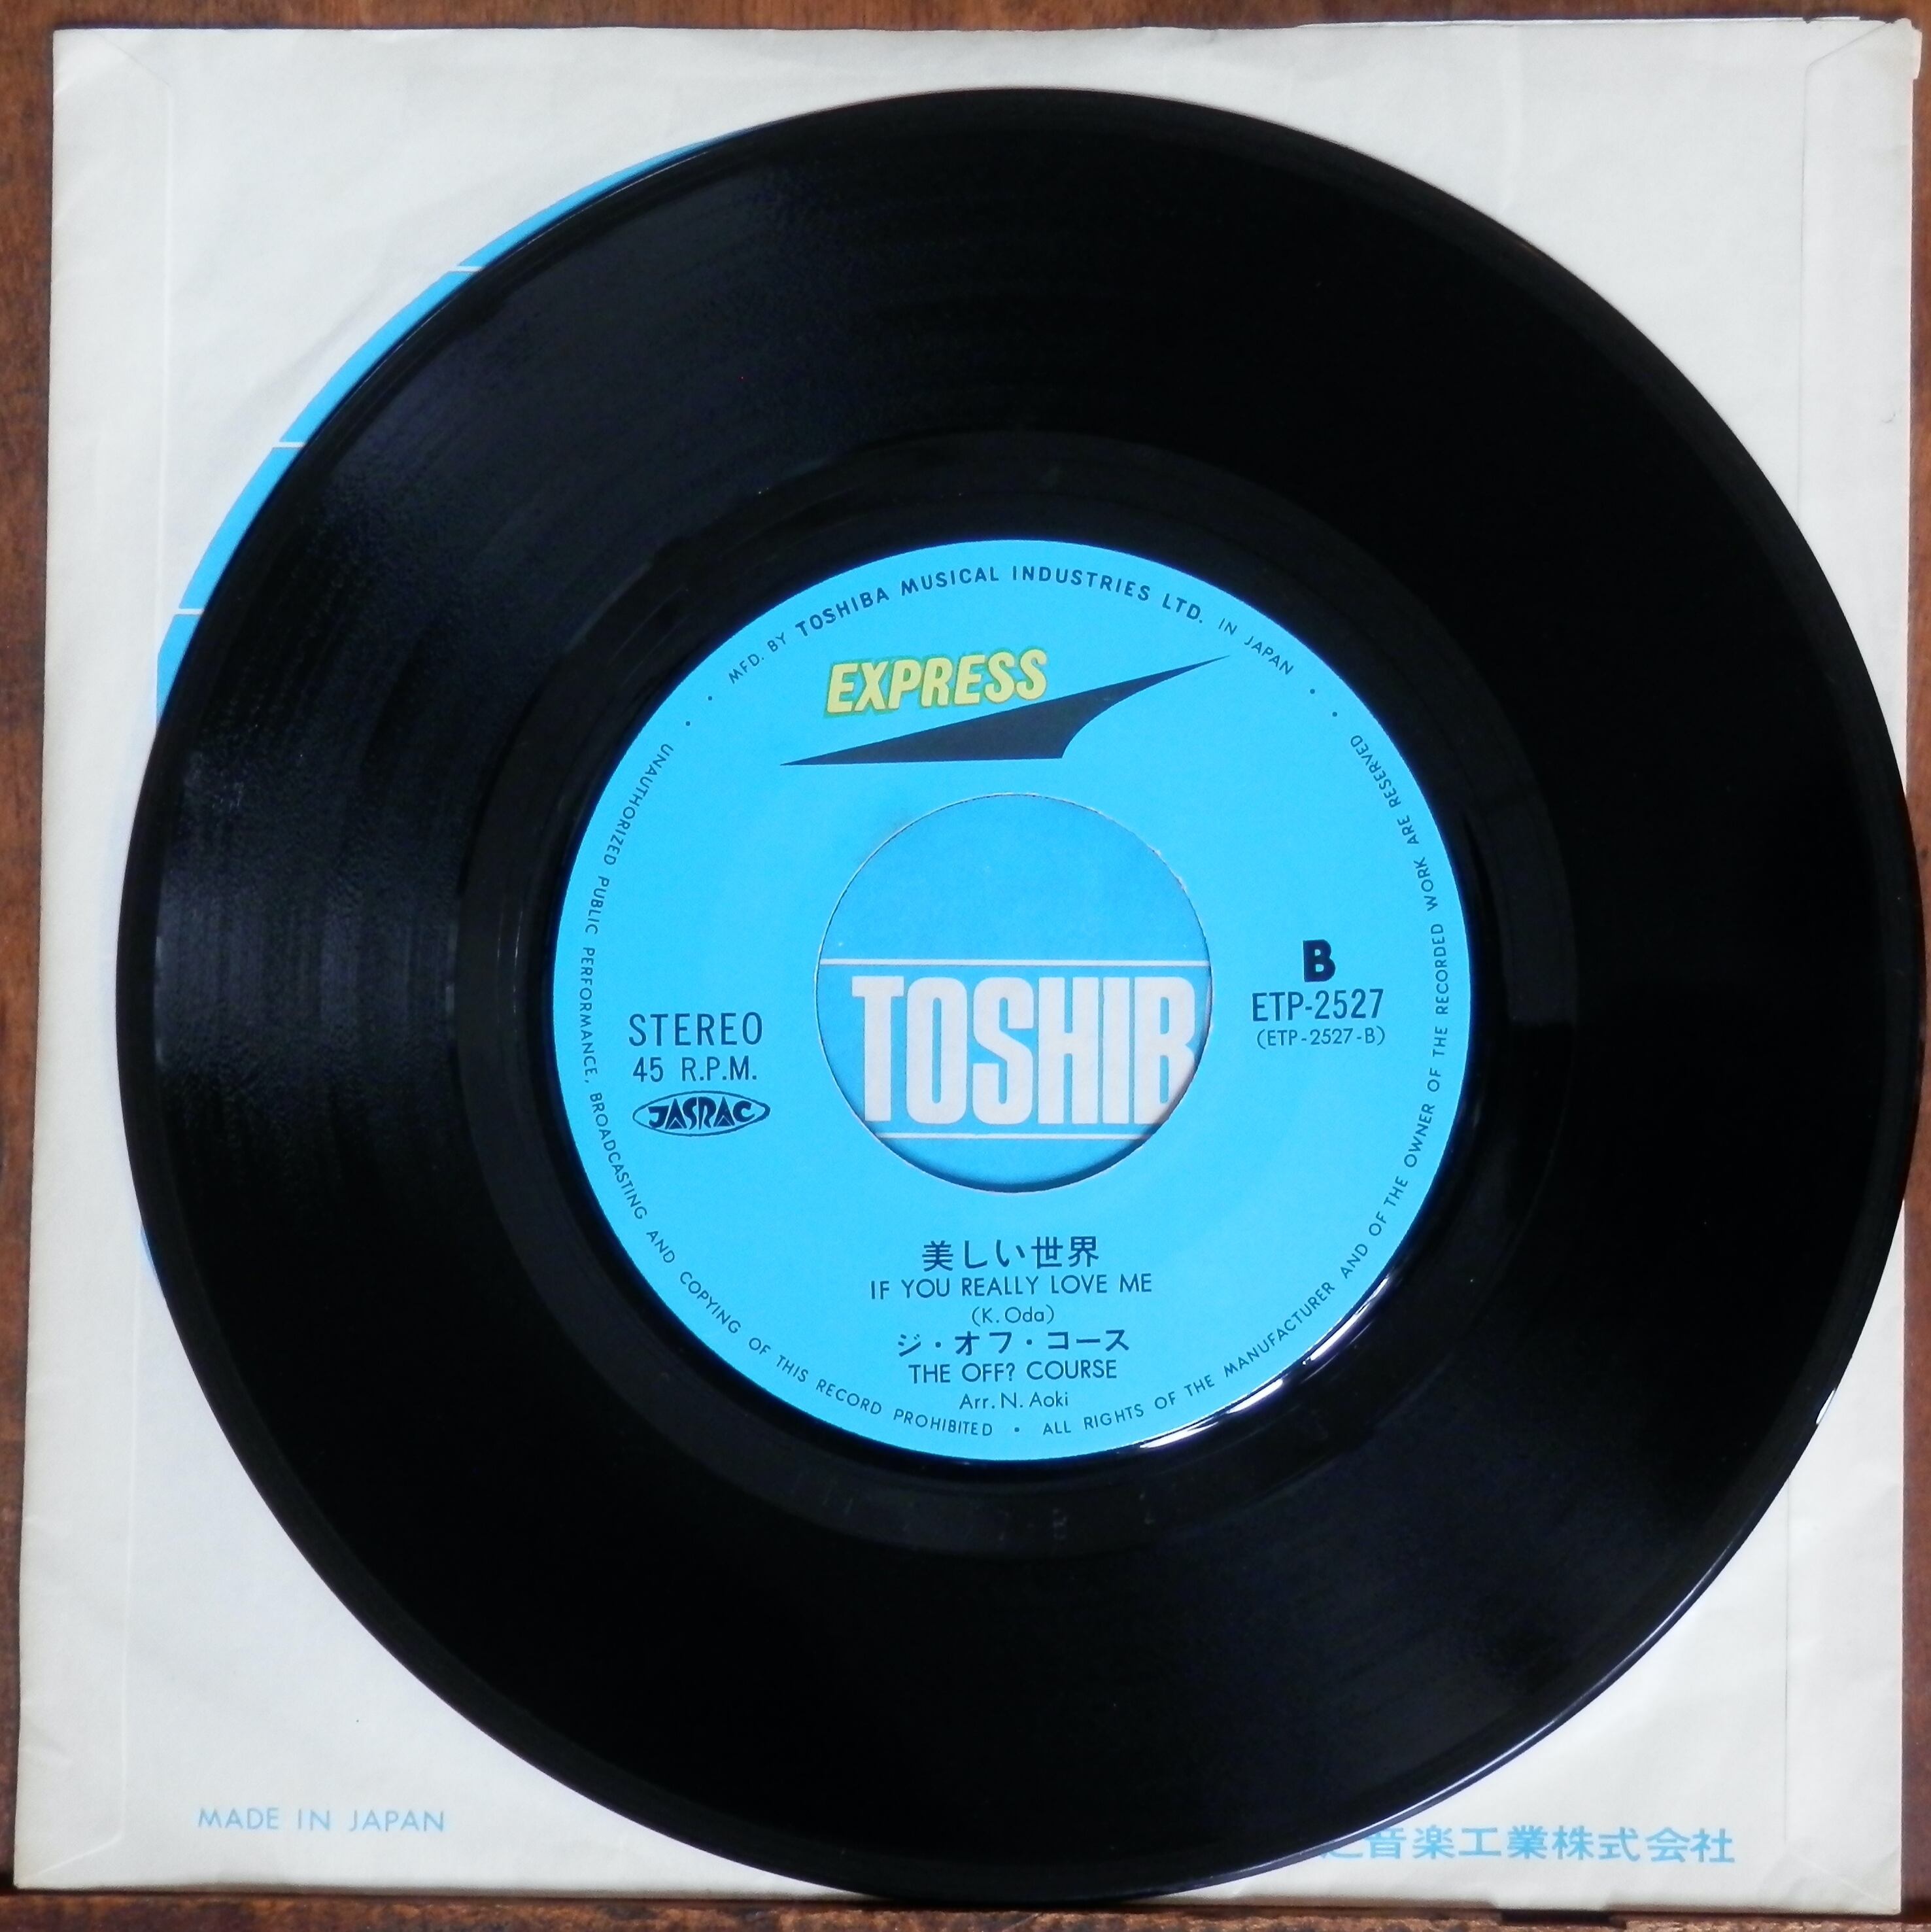 MFD. BY TOSHIBA MUSICAL INDUSTRIES LTD. IN JAPAN
EXPRESS
TOSHIB
B
ETP-2527
(ETP-2527-B)
STEREO
45 R.P.M.
JASRAC
美しい世界
IF YOU REALLY LOVE ME
(K. Oda)
ジ・オフ・コース
THE OFF? COURSE
Arr. N. Aoki
UNAUTHORIZED PUBLIC PERFORMANCE, BROADCASTING AND COPYING OF THIS RECORD PROHIBITED • ALL RIGHTS OF THE MANUFACTURER AND OF THE OWNER OF THE RECORDED WORK ARE RESERVED
MADE IN JAPAN
音楽工業株式会社